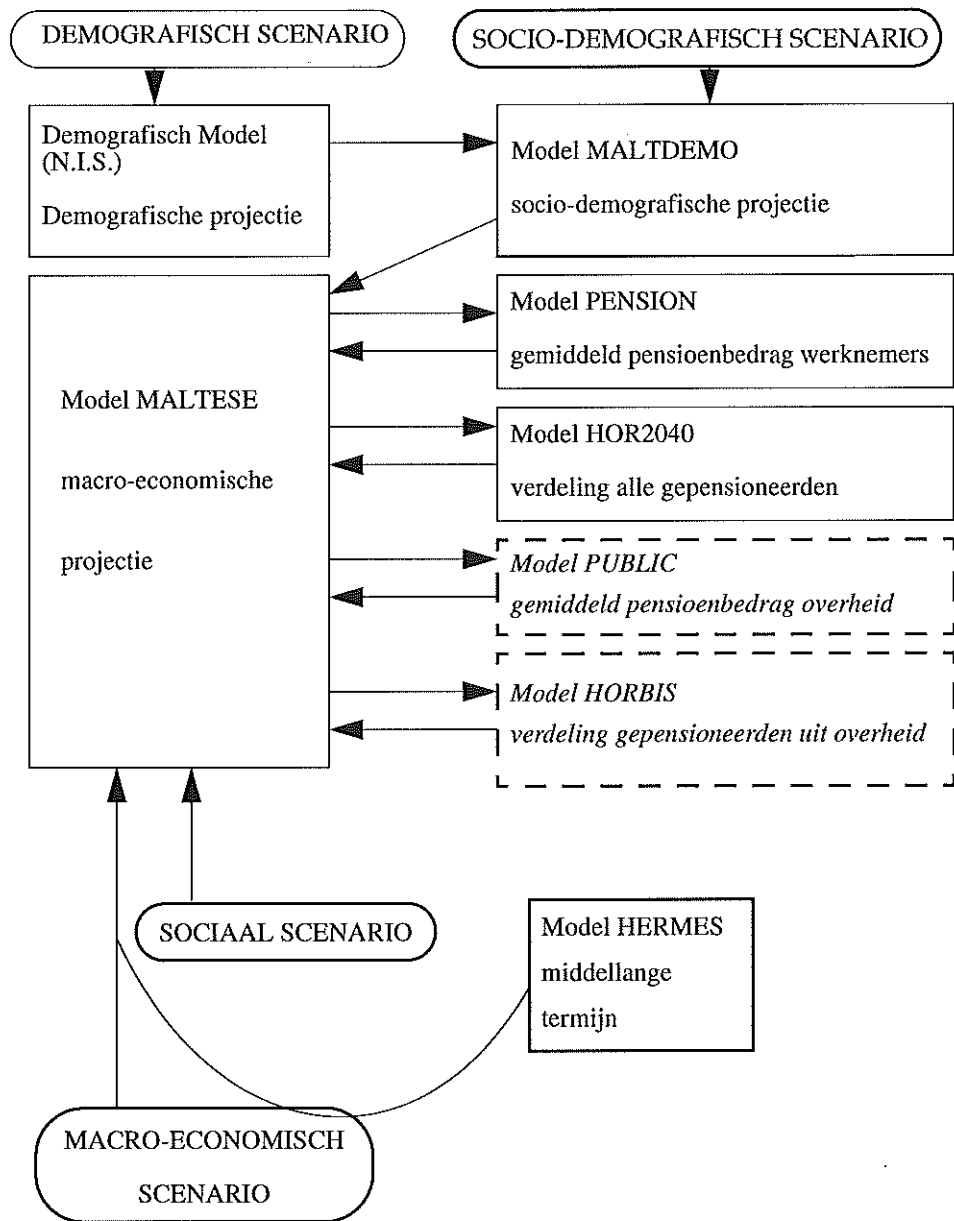 DEMOGRAFISCH SCENARIO
SOCIO-DEMOGRAFISCH SCENARIO
Demografisch Model
(N.I.S.)
Demografische projectie
Model MALTDEMO
socio-demografische projectie
Model PENSION
gemiddeld pensioenbedrag werknemers
Model MALTESE
macro-economische
projectie
Model HOR2040
verdeling alle gepensioneerden
Model PUBLIC
gemiddeld pensioenbedrag overheid
Model HORBIS
verdeling gepensioneerden uit overheid
SOCIAAL SCENARIO
Model HERMES
middellange
termijn
MACRO-ECONOMISCH
SCENARIO